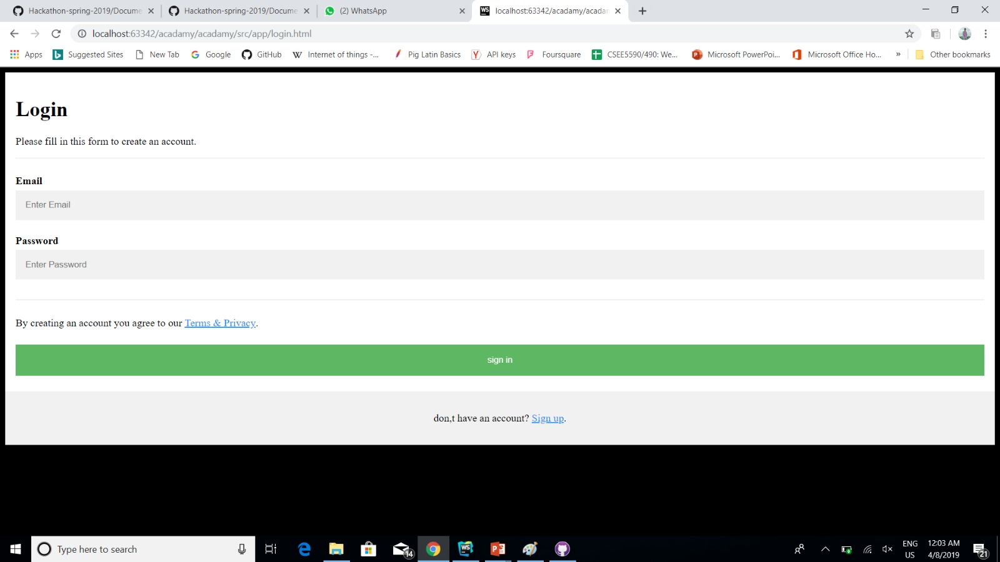 Hackathon-spring-2019/Docume
Hackathon-spring-2019/Docume
(2) WhatsApp
WS
localhost:63342/acadamy/acadam
localhost:63342/acadamy/acadamy/src/app/login.html
Apps
Suggested Sites
New Tab
Google
GitHub
Internet of things -...
Pig Latin Basics
API keys
Foursquare
CSEE5590/490: We...
Microsoft PowerPoi...
Microsoft Office Ho...
»
Other bookmarks
Login
Please fill in this form to create an account.
Email
Enter Email
Password
Enter Password
By creating an account you agree to our Terms & Privacy.
sign in
don,t have an account? Sign up.
Type here to search
14
WS
ENG
US
12:03 AM
4/8/2019
21